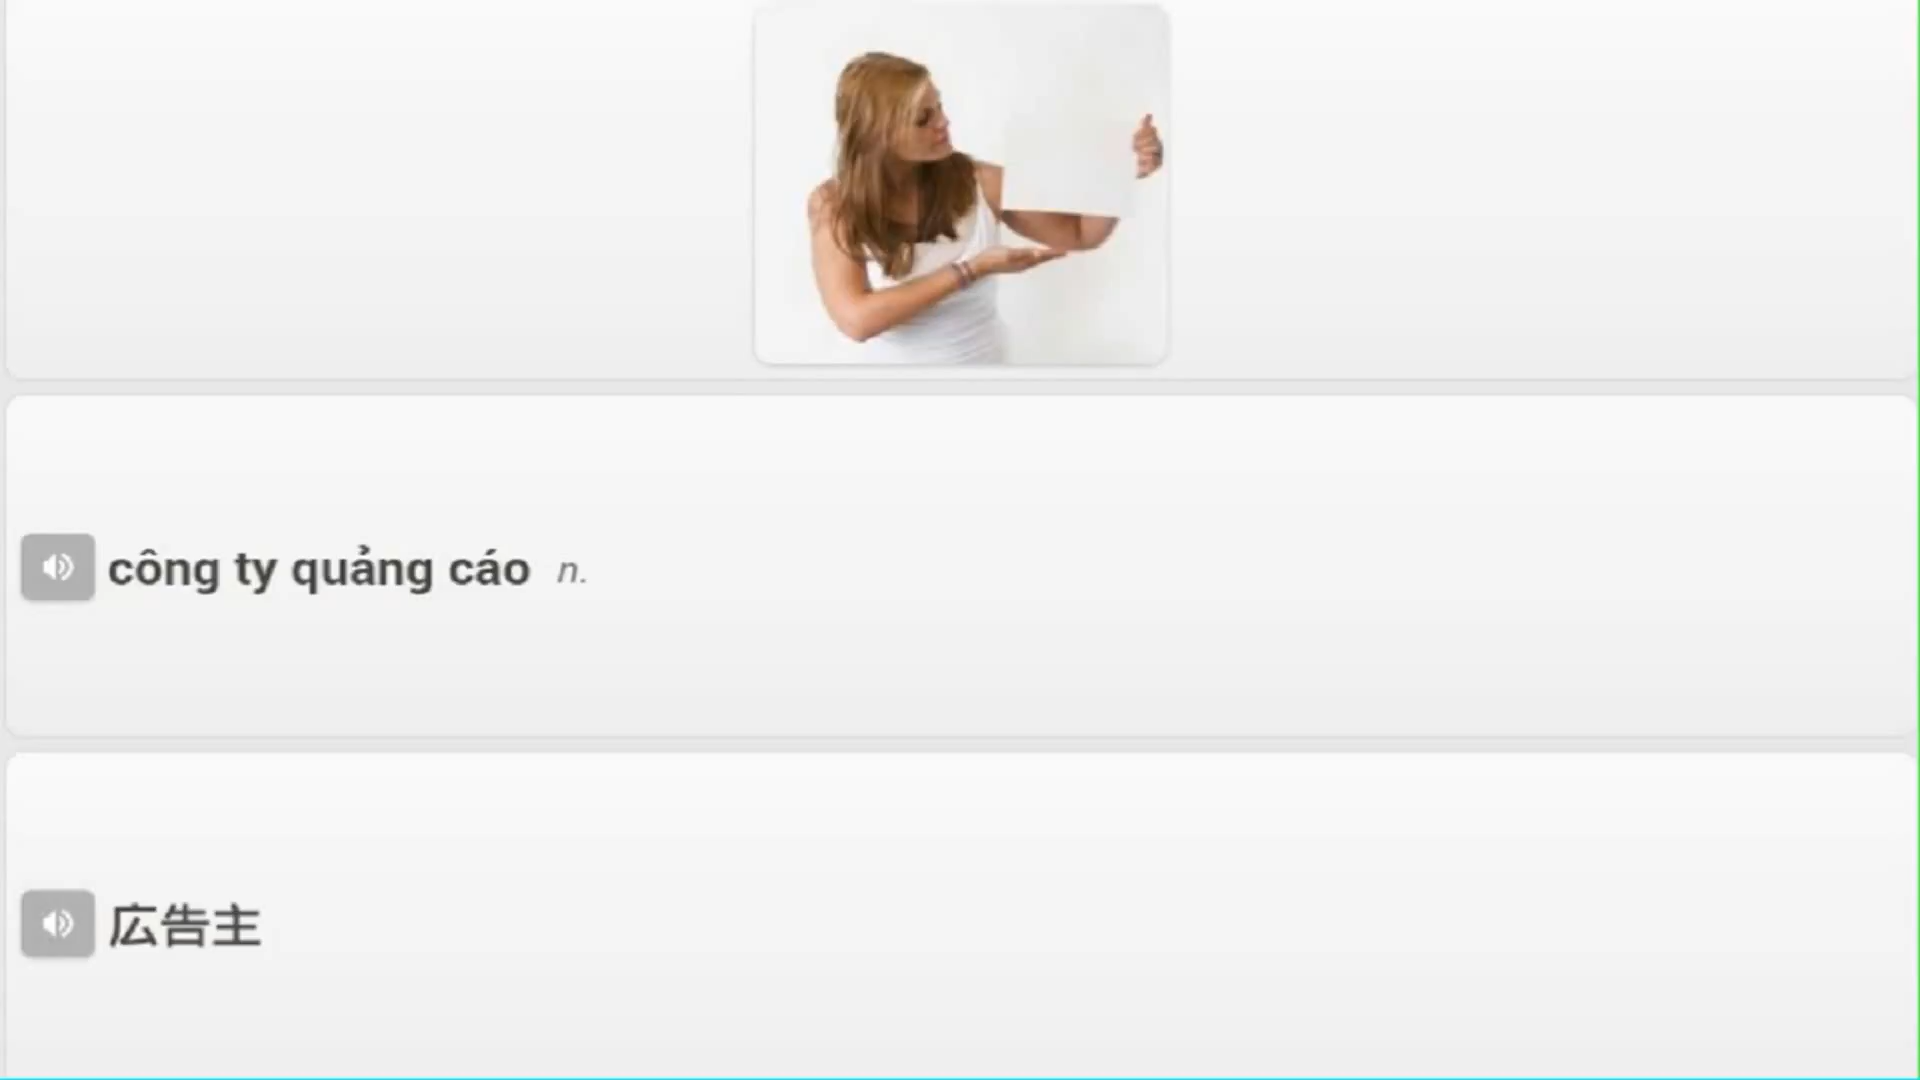 công ty quảng cáo n.
広告主